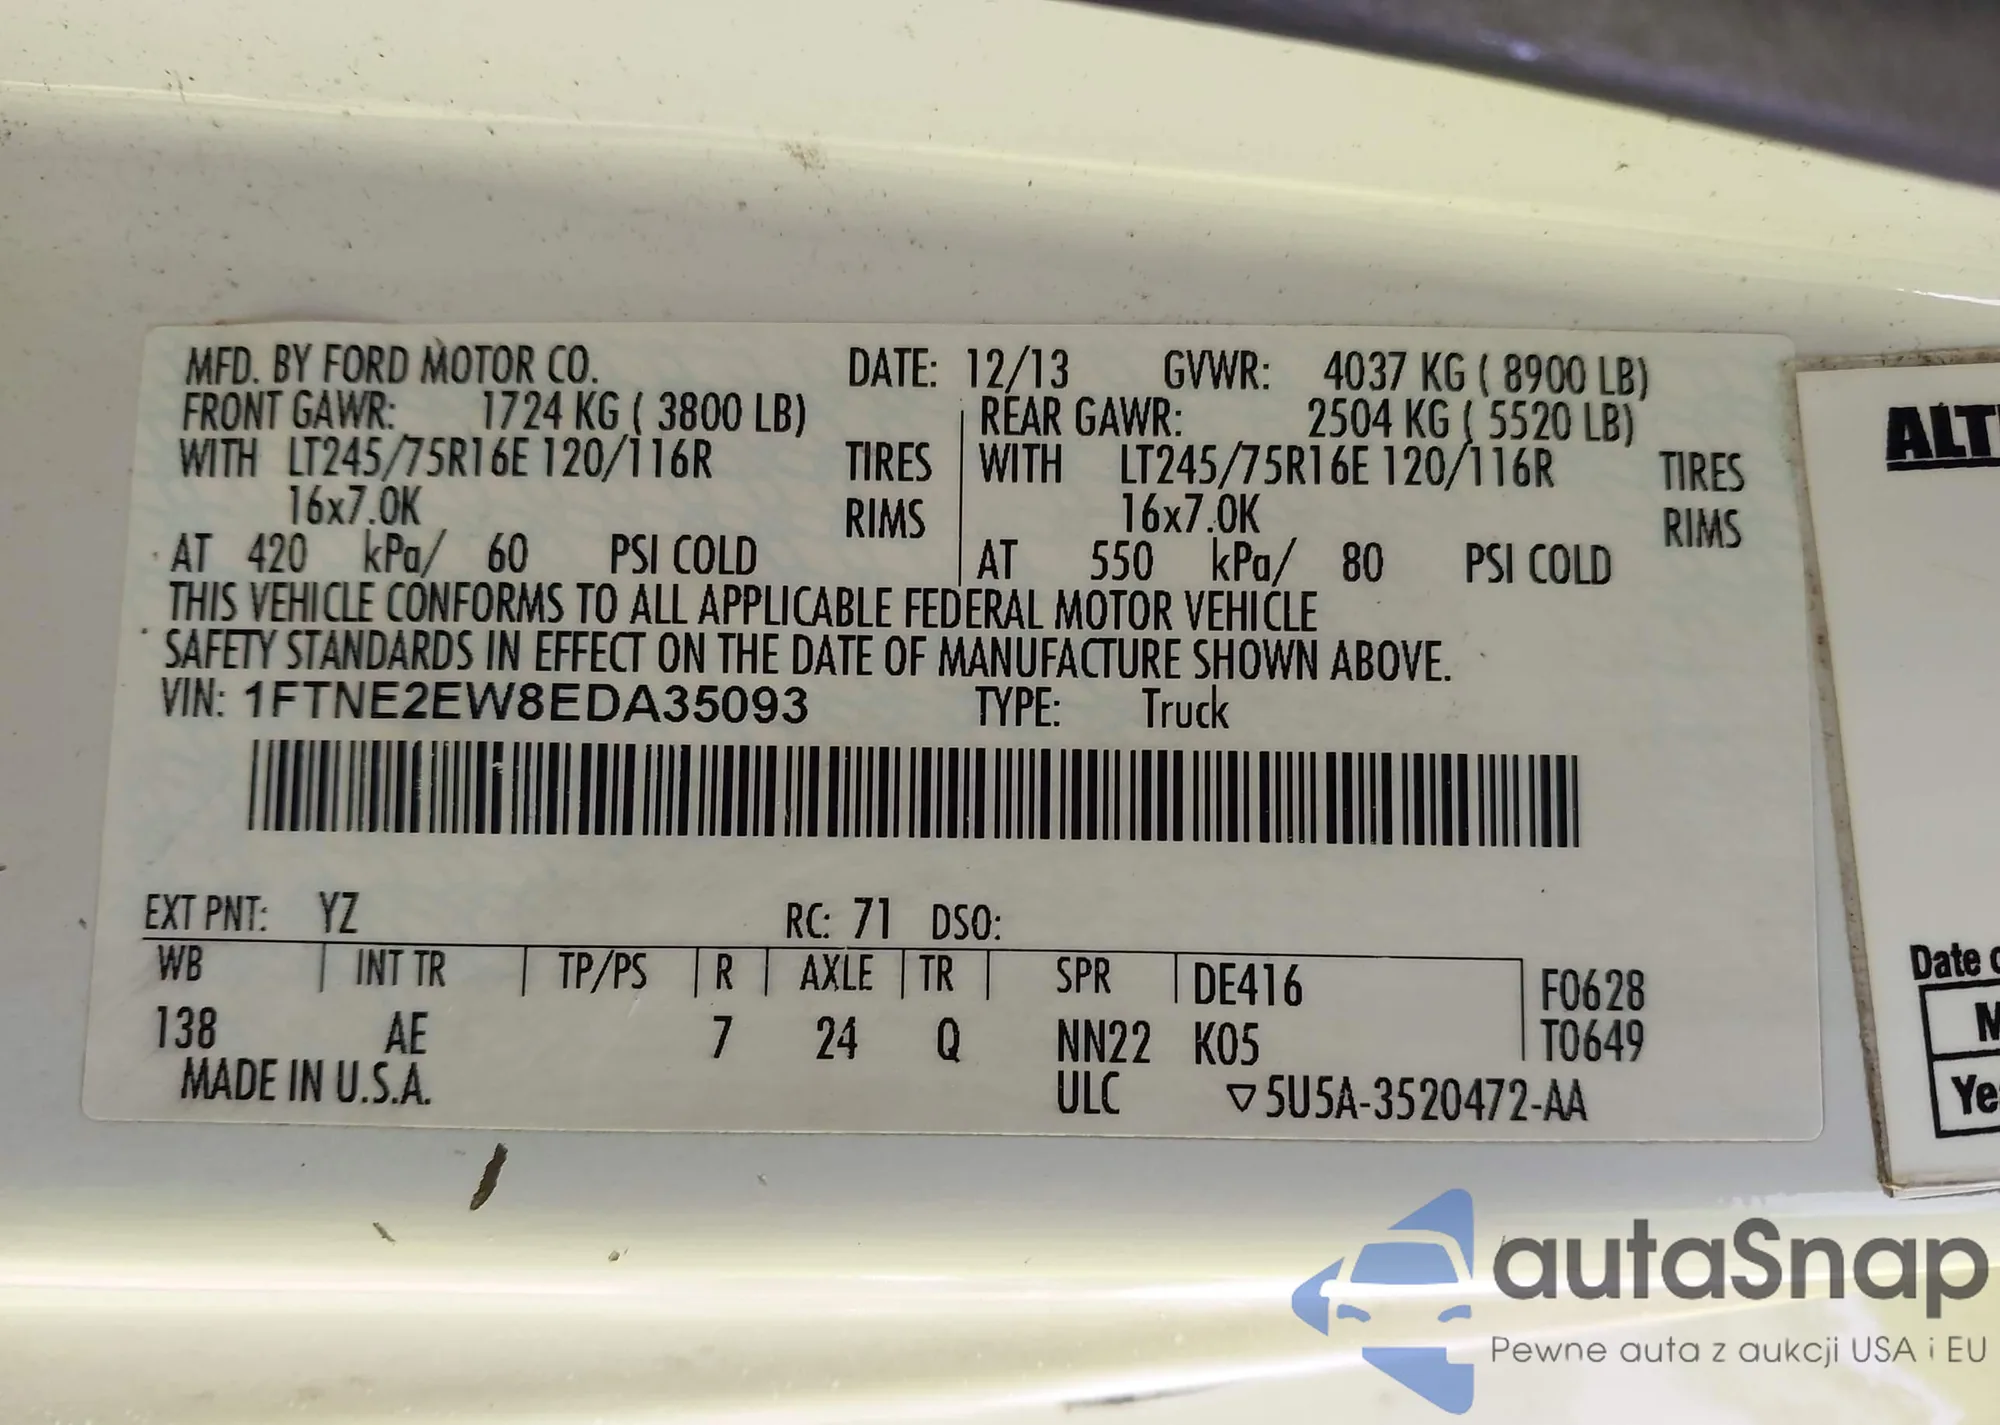 MFD. BY FORD MOTOR CO. DATE: 12/13 GVWR: 4037 KG ( 8900 LB)
FRONT GAWR: 1724 KG ( 3800 LB) REAR GAWR: 2504 KG ( 5520 LB)
WITH LT245/75R16E 120/116R TIRES WITH LT245/75R16E 120/116R TIRES
16x7.0K RIMS 16x7.0K RIMS
AT 420 kPa/ 60 PSI COLD AT 550 kPa/ 80 PSI COLD
THIS VEHICLE CONFORMS TO ALL APPLICABLE FEDERAL MOTOR VEHICLE
SAFETY STANDARDS IN EFFECT ON THE DATE OF MANUFACTURE SHOWN ABOVE.
VIN: 1FTNE2EW8EDA35093 TYPE: Truck
EXT PNT: YZ RC: 71 DSO:
WB INT TR TP/PS R AXLE TR SPR DE416 F0628
138 AE 7 24 Q NN22 K05 T0649
MADE IN U.S.A. ULC ▽5U5A-3520472-AA
Date
autaSnap
Pewne auta z aukcji USA i EU